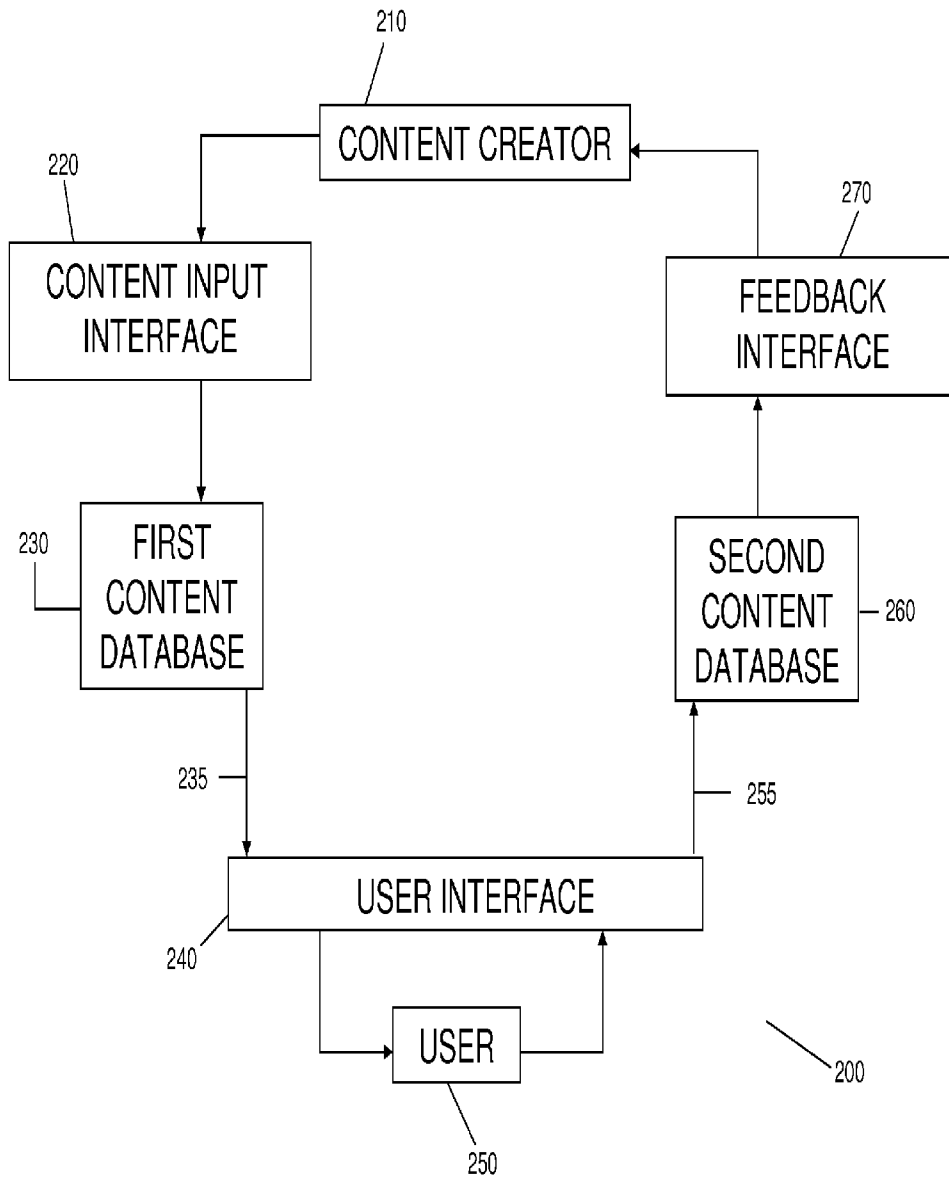 210
CONTENT CREATOR
220
270
CONTENT INPUT
INTERFACE
FEEDBACK
INTERFACE
230
FIRST
CONTENT
DATABASE
SECOND
CONTENT
DATABASE
260
235
255
USER INTERFACE
240
USER
200
250